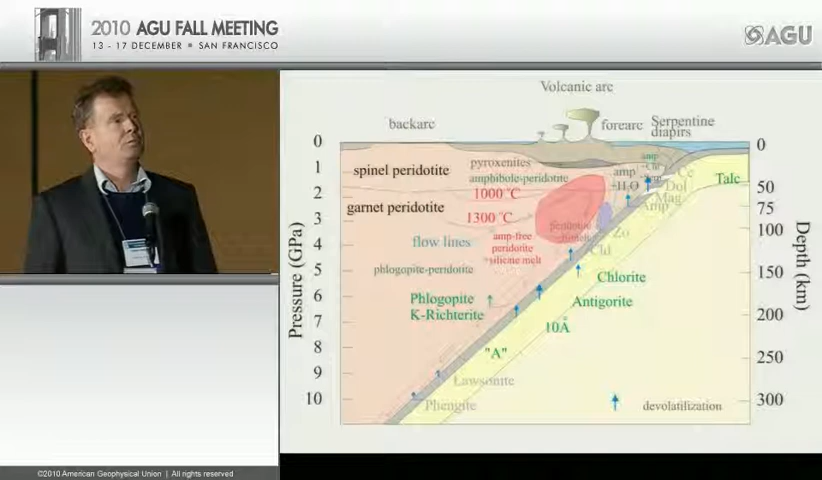 2010 AGU FALL MEETING
13 - 17 DECEMBER SAN FRANCISCO
AGU
Volcanic arc
backarc
forearc
Serpentine
diapirs
0
1
2
3
4
5
6
7
8
9
10
Pressure (GPa)
spinel peridotite
garnet peridotite
pyroxenites
amphibole-peridotite
1000 °C
1300 °C
flow lines
amp-free
peridotite
+silicone melt
phlogopite-peridotite
Phlogopite
K-Richterite
peridotite
amp
+H2O
Ce
Dol
Mag
Amp
Zo
Cld
Talc
Chlorite
Antigorite
10Å
"A"
Lawsonite
Phengite
devolatilization
0
50
75
100
150
200
250
300
Depth (km)
©2010 American Geophysical Union | All rights reserved